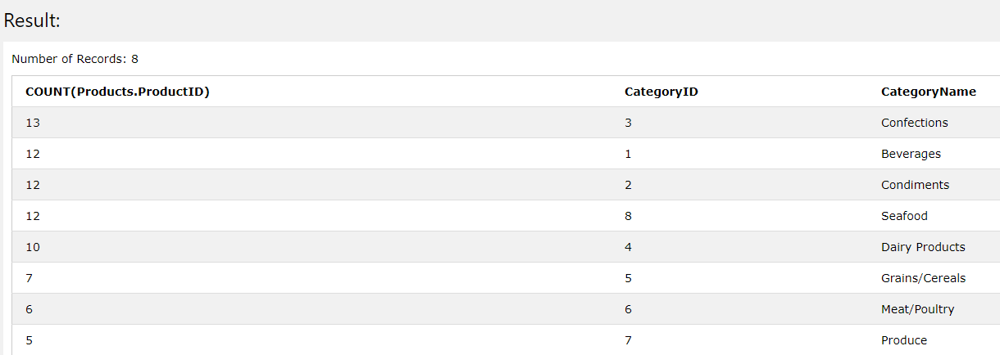 Result:
Number of Records: 8
COUNT(Products.ProductID) CategoryID CategoryName
13 3 Confections
12 1 Beverages
12 2 Condiments
12 8 Seafood
10 4 Dairy Products
7 5 Grains/Cereals
6 6 Meat/Poultry
5 7 Produce